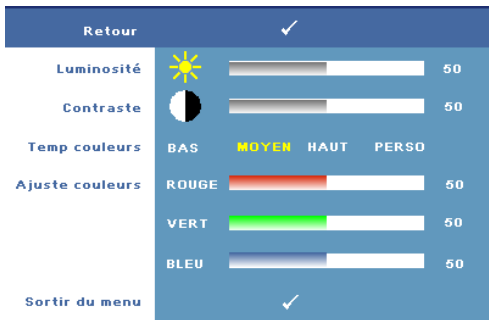 Retour
Luminosité 50
Contraste 50
Temp couleurs BAS MOYEN HAUT PERSO
Ajuste couleurs ROUGE 50
VERT 50
BLEU 50
Sortir du menu